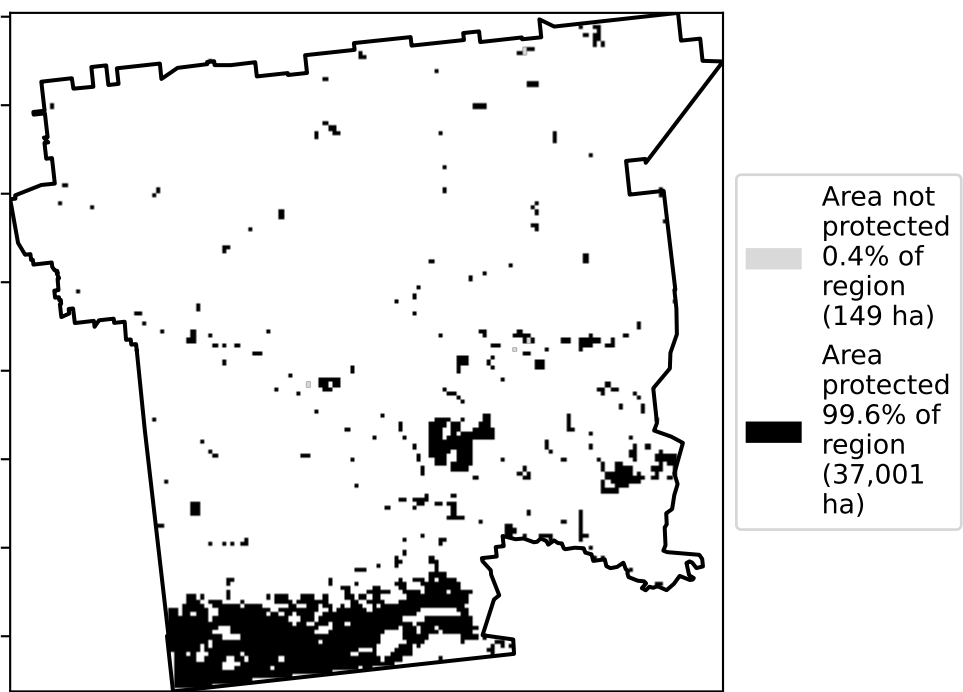 Area not
protected
0.4% of
region
(149 ha)
Area
protected
99.6% of
region
(37,001
ha)